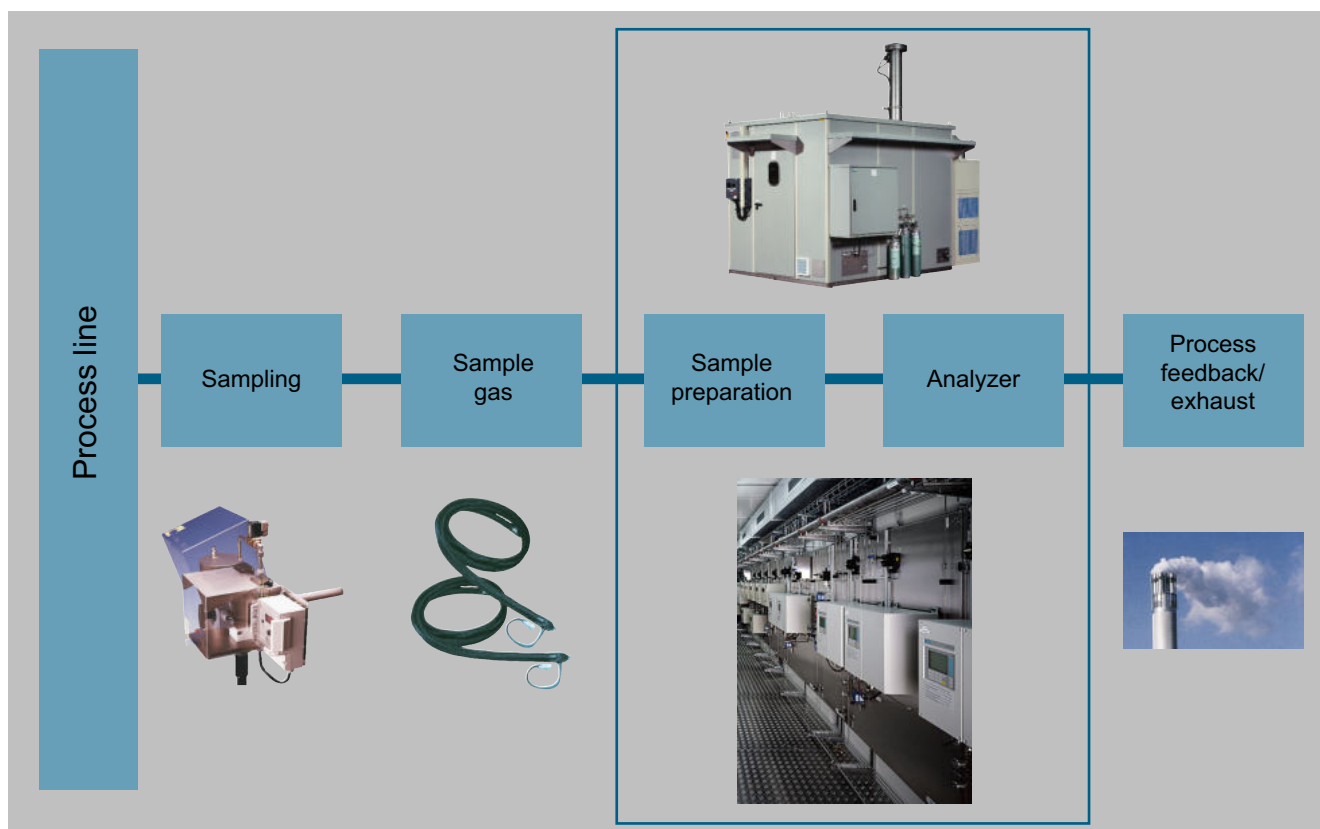 Process line
Sampling
Sample
gas
Sample
preparation
Analyzer
Process
feedback/
exhaust